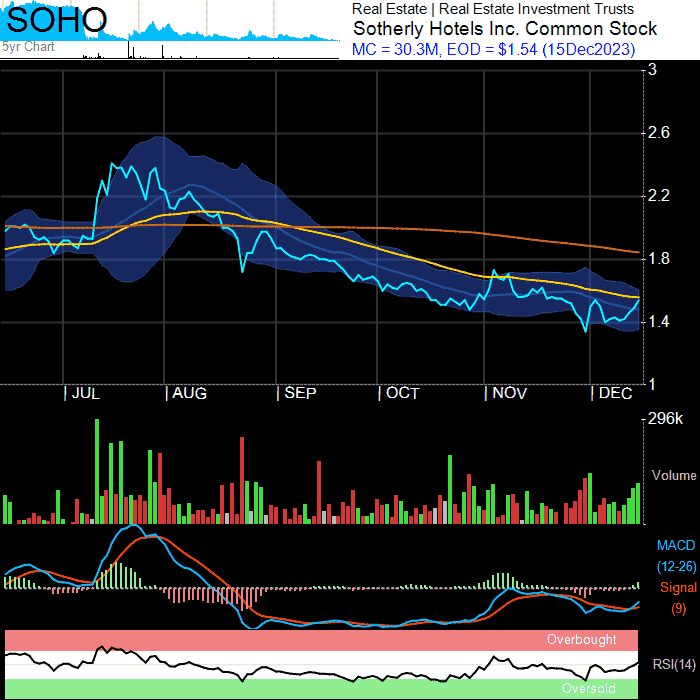 SOHO
Real Estate | Real Estate Investment Trusts
Sotherly Hotels Inc. Common Stock
5yr Chart
MC = 30.3M, EOD = $1.54 (15Dec2023)
3
2.6
2.2
1.8
1.4
1
| JUL | AUG | SEP | OCT | NOV | DEC
296k
Volume
MACD
(12-26)
Signal
(9)
Overbought
RSI(14)
Oversold